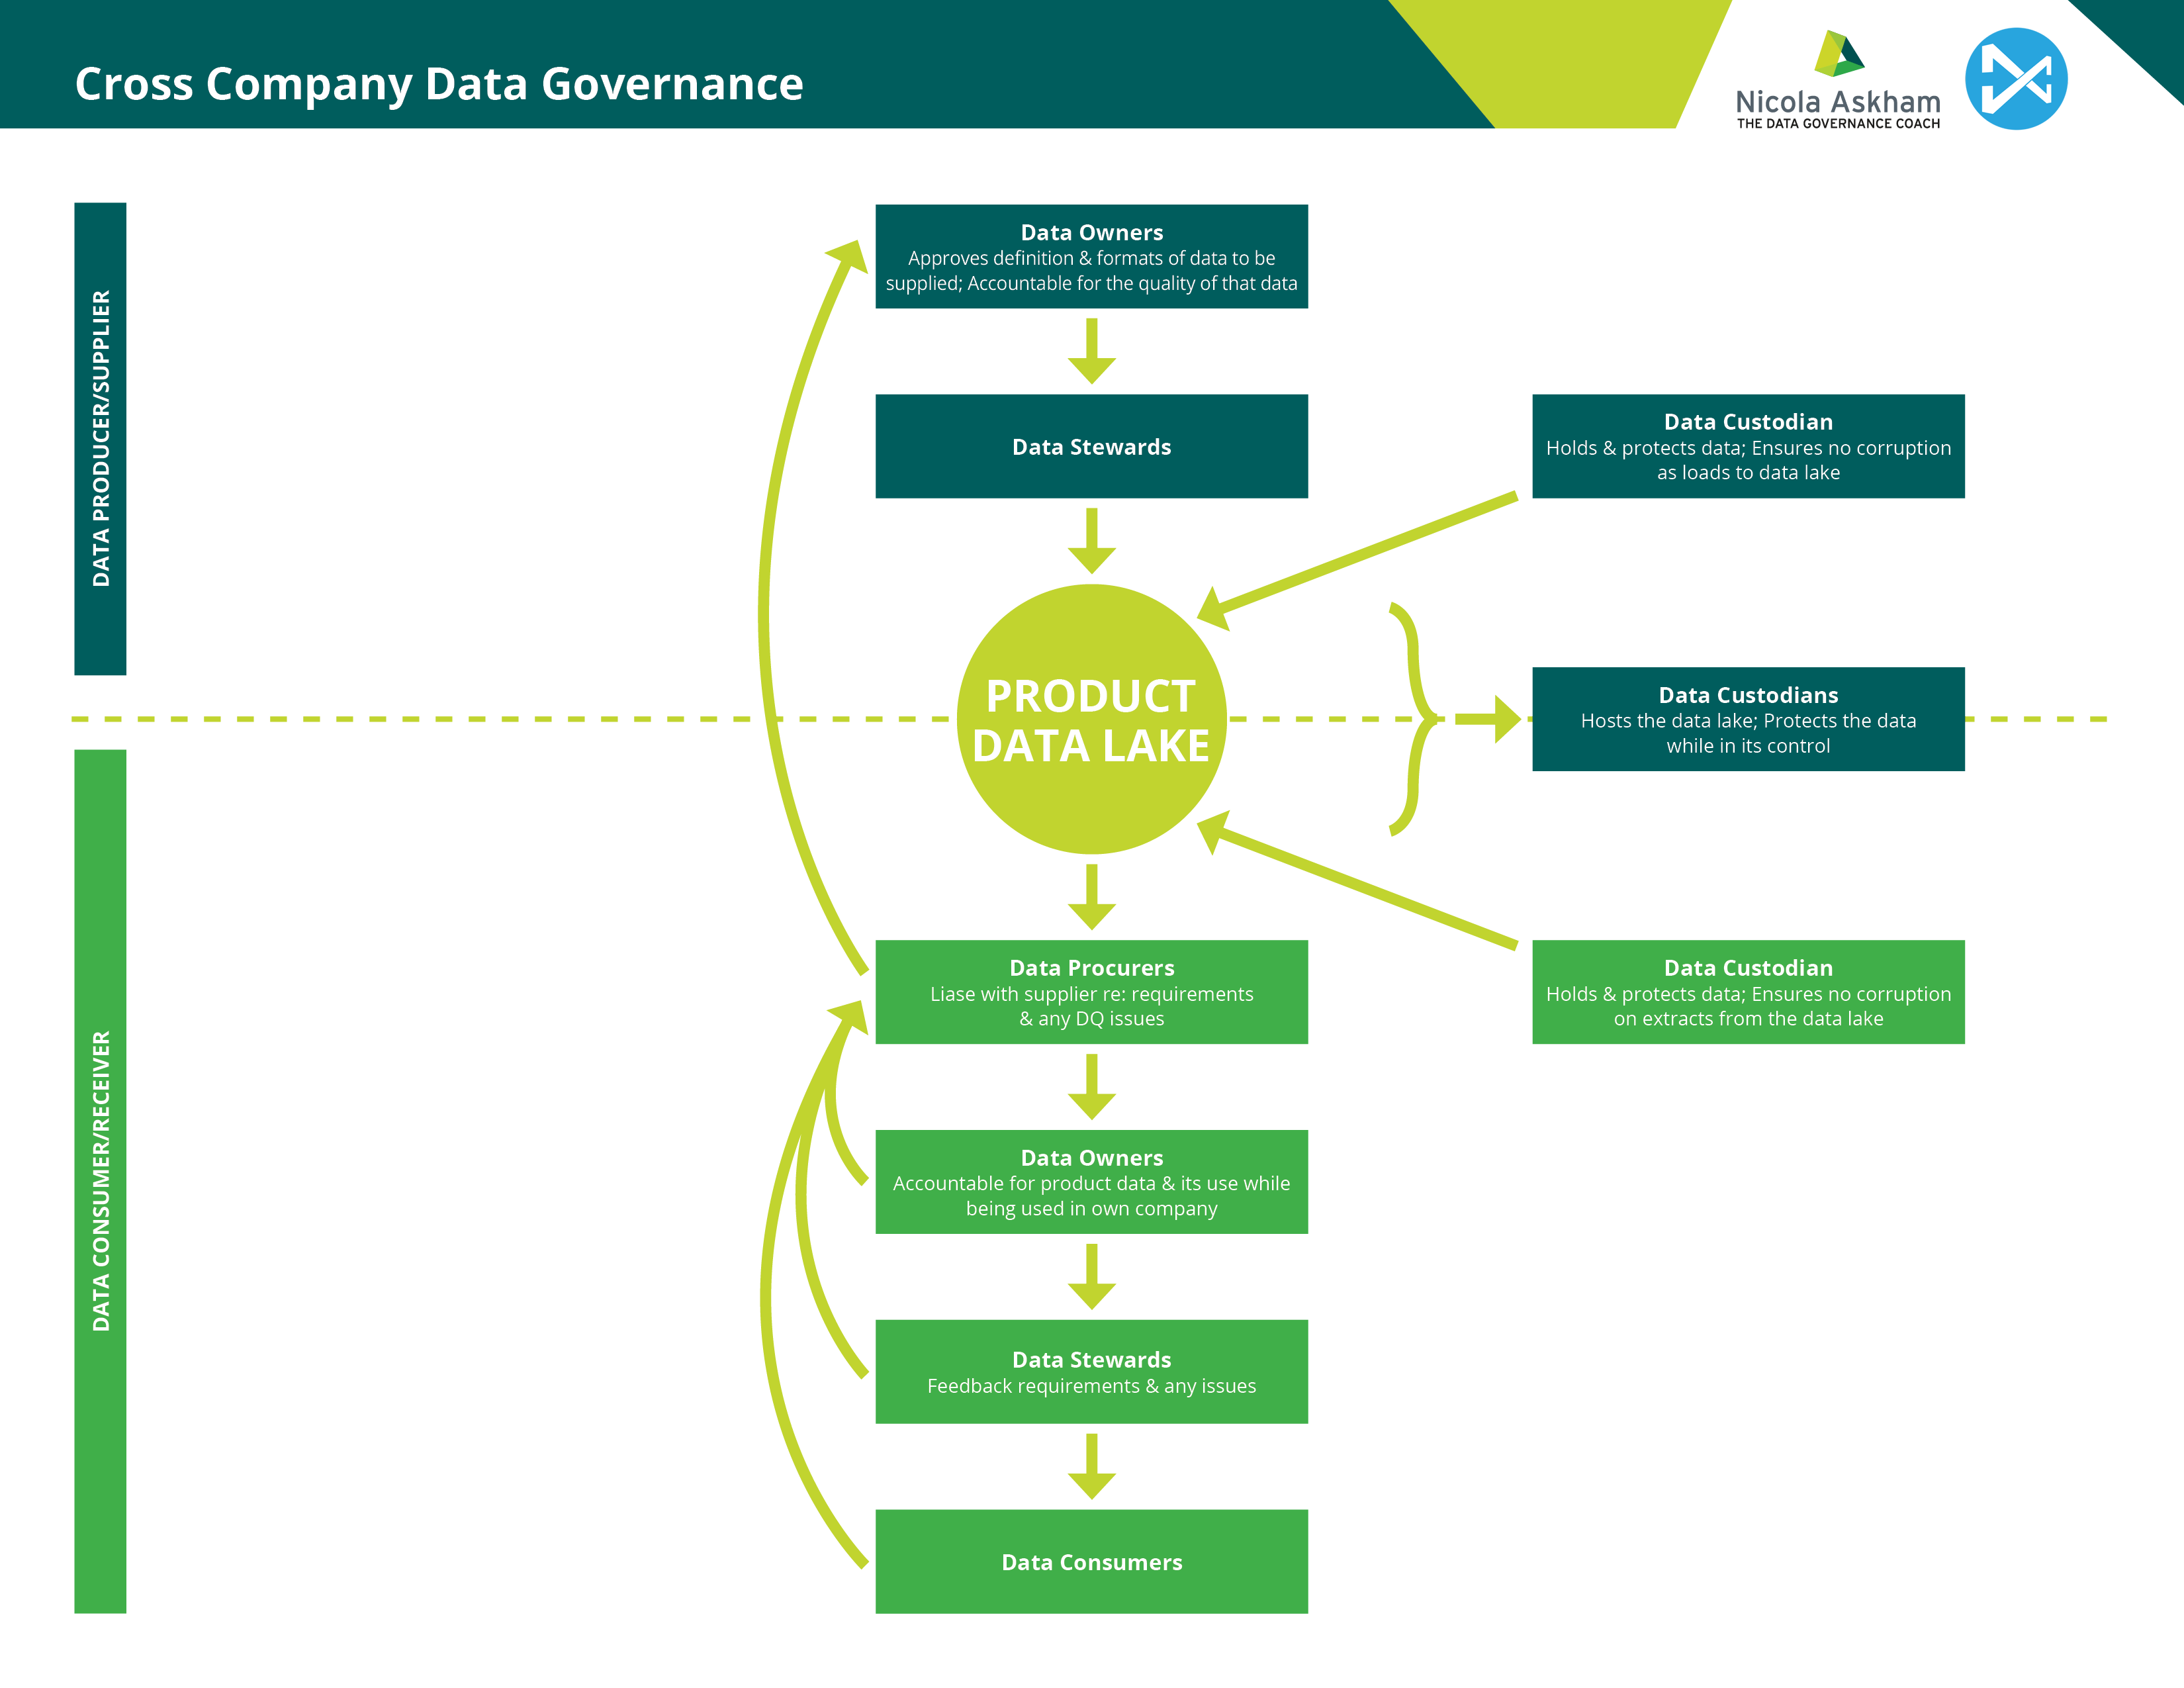 Cross Company Data Governance
Nicola Askham
THE DATA GOVERNANCE COACH
DATA PRODUCER/SUPPLIER
Data Owners
Approves definition & formats of data to be
supplied; Accountable for the quality of that data
Data Stewards
Data Custodian
Holds & protects data; Ensures no corruption
as loads to data lake
PRODUCT
DATA LAKE
Data Custodians
Hosts the data lake; Protects the data
while in its control
DATA CONSUMER/RECEIVER
Data Procurers
Liase with supplier re: requirements
& any DQ issues
Data Custodian
Holds & protects data; Ensures no corruption
on extracts from the data lake
Data Owners
Accountable for product data & its use while
being used in own company
Data Stewards
Feedback requirements & any issues
Data Consumers